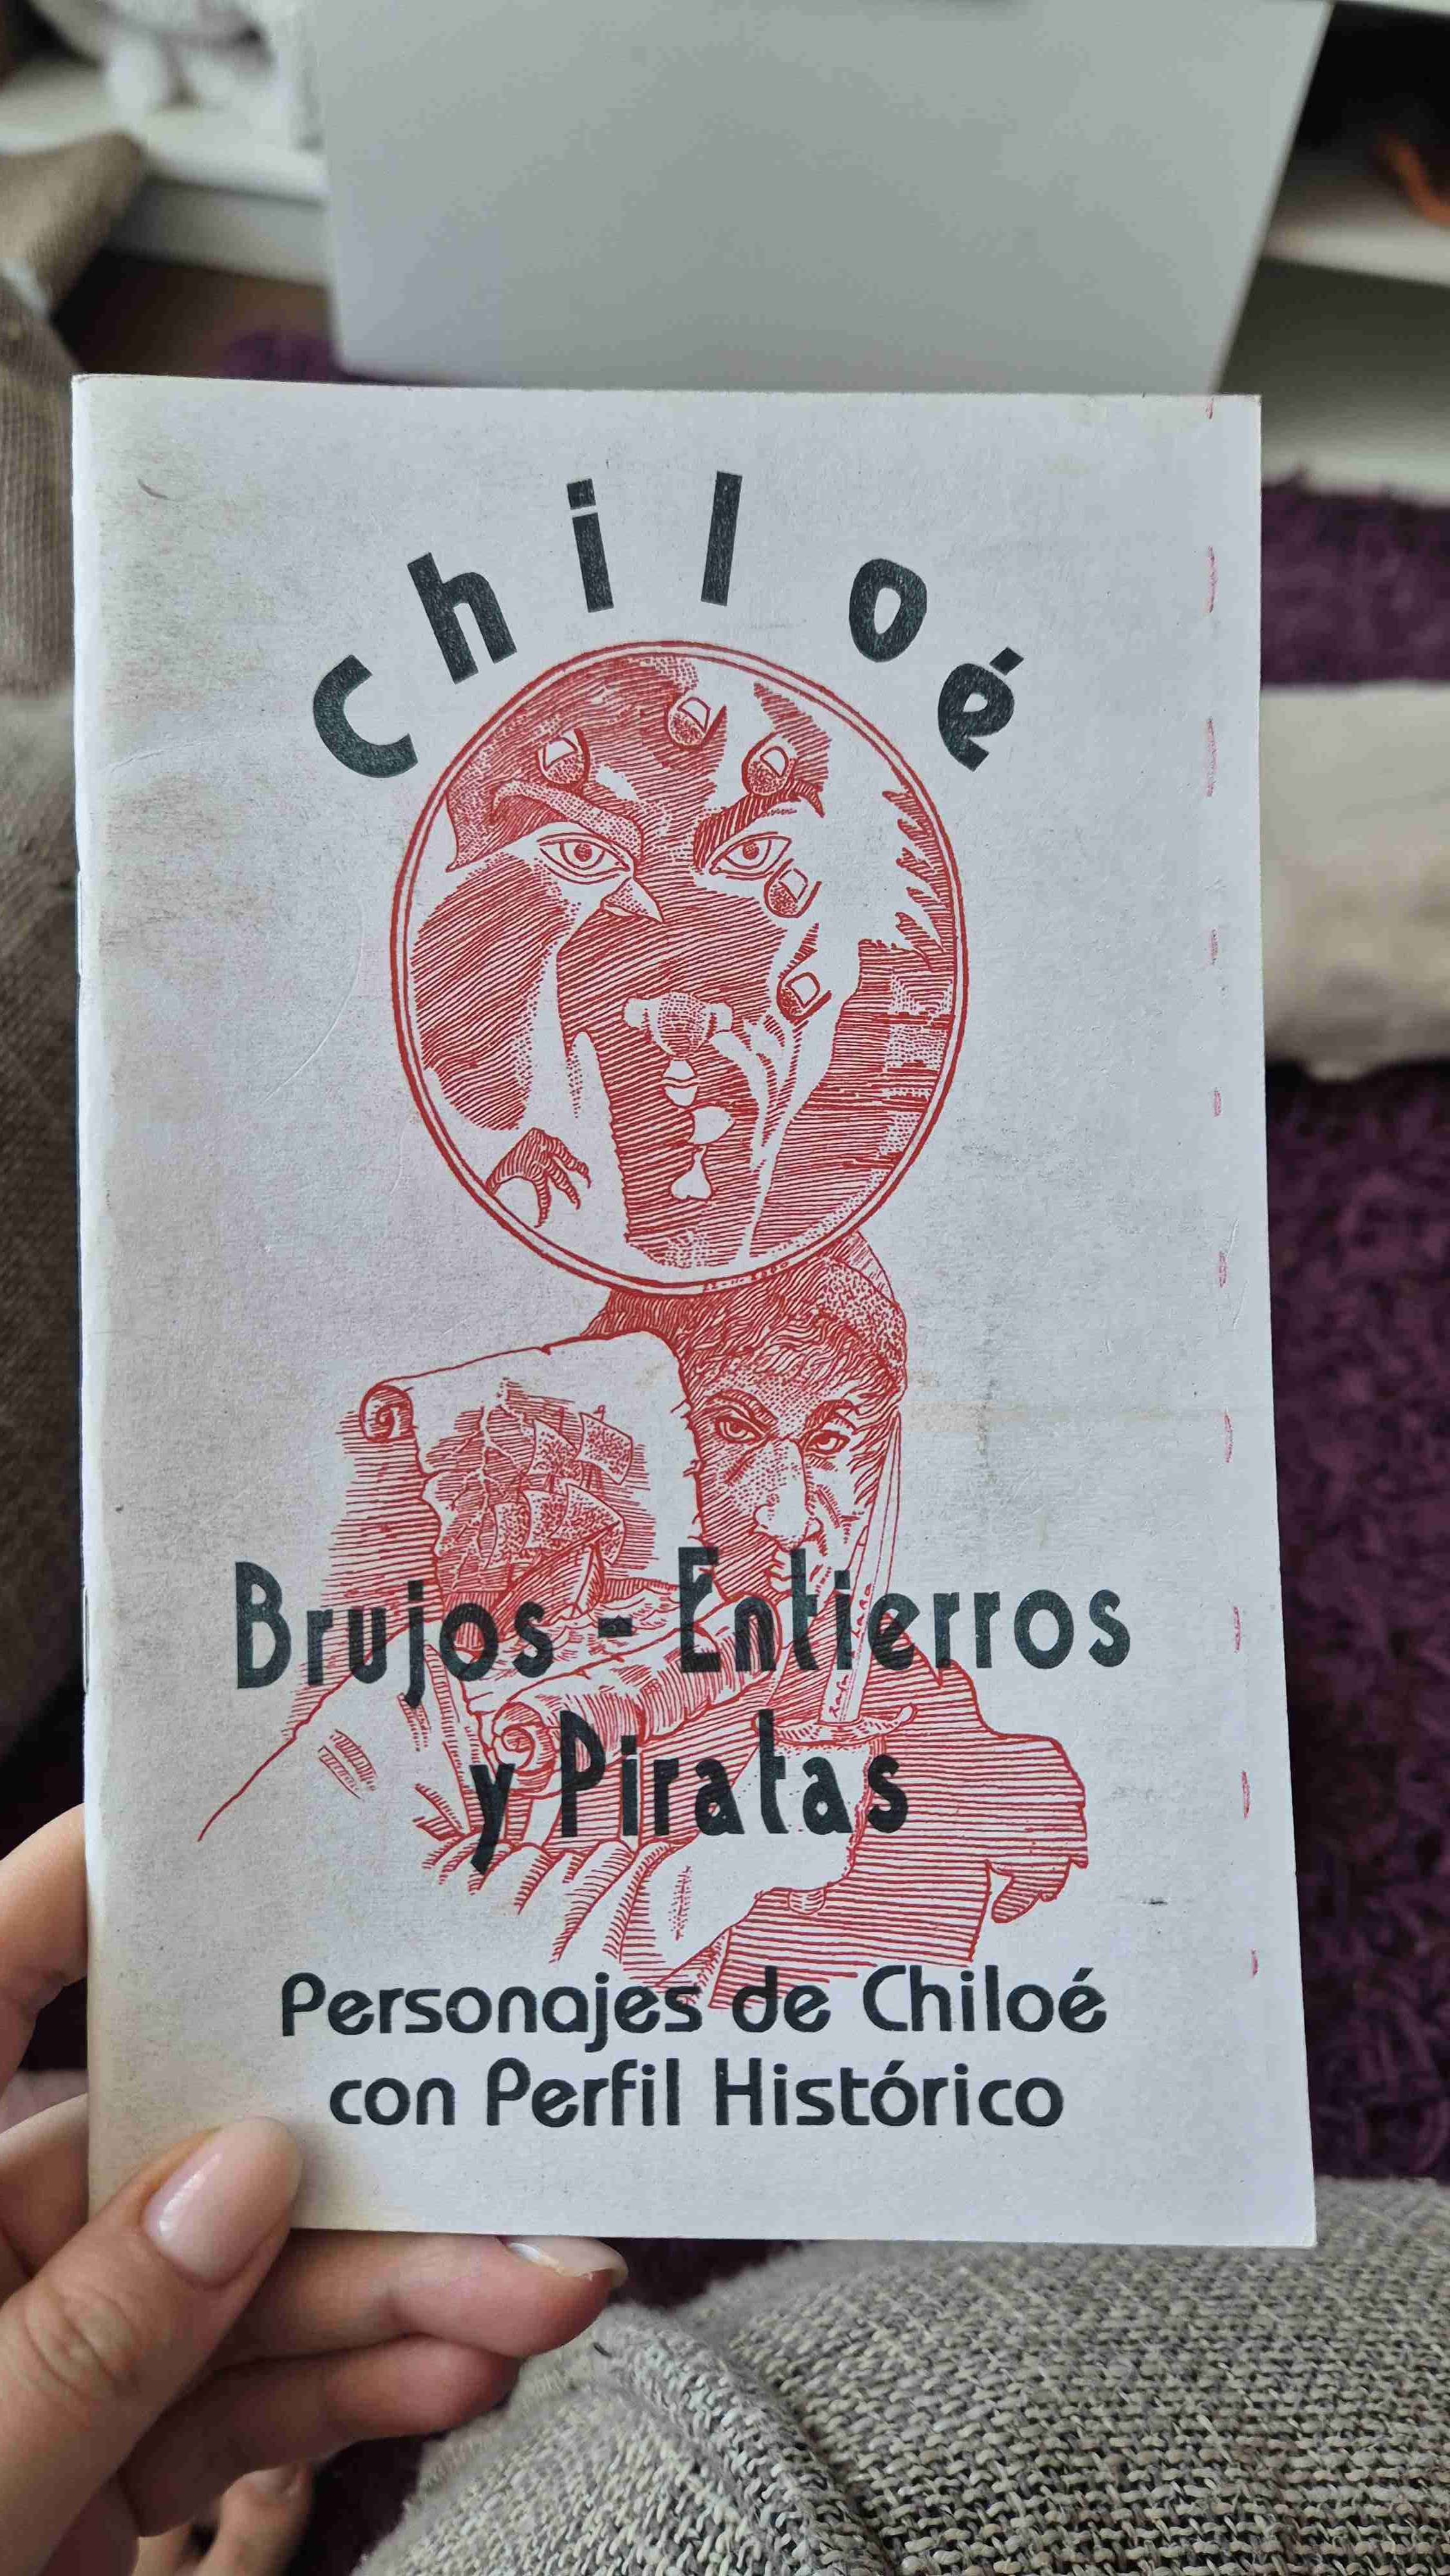 Chiloé
Brujos - Entierros
y Piratas
Personajes de Chiloé
con Perfil Histórico